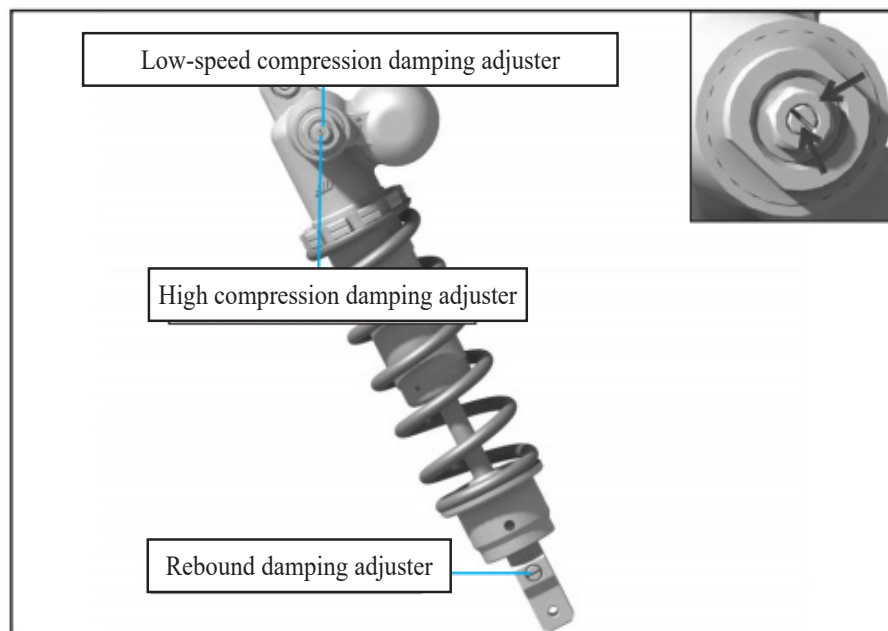 Low-speed compression damping adjuster
High compression damping adjuster
Rebound damping adjuster